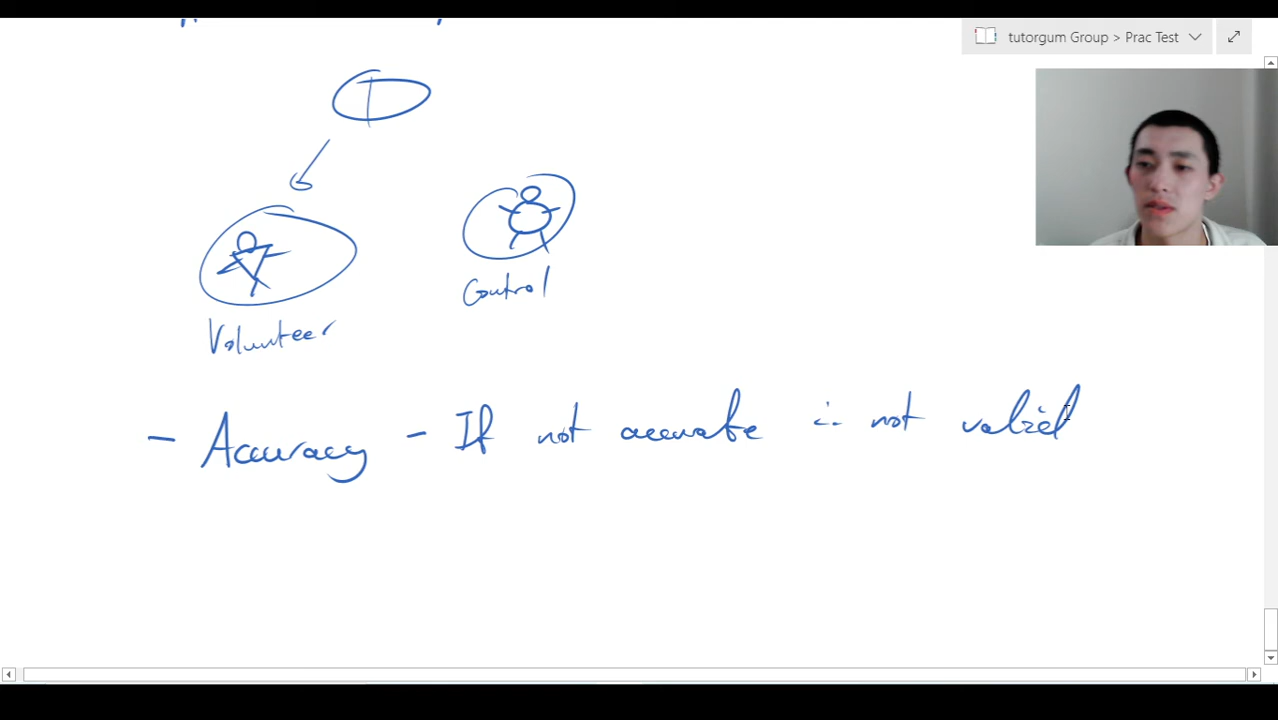 tutorgum Group > Prac Test
Control
Volunteer
- Accuracy - If not accurate ∴ not valid